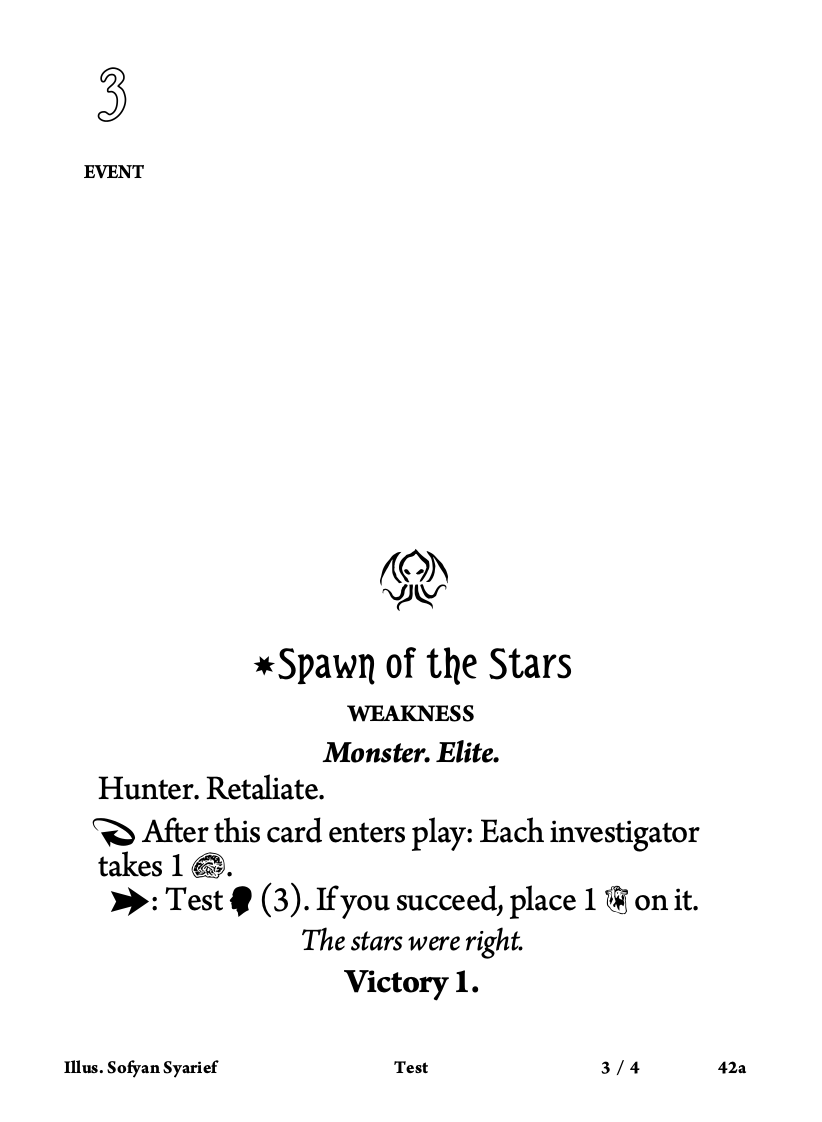 3
EVENT
Spawn of the Stars
WEAKNESS
Monster. Elite.
Hunter. Retaliate.
After this card enters play: Each investigator
takes 1 .
: Test (3). If you succeed, place 1 on it.
The stars were right.
Victory 1.
Illus. Sofyan Syarief Test 3 / 4 42a